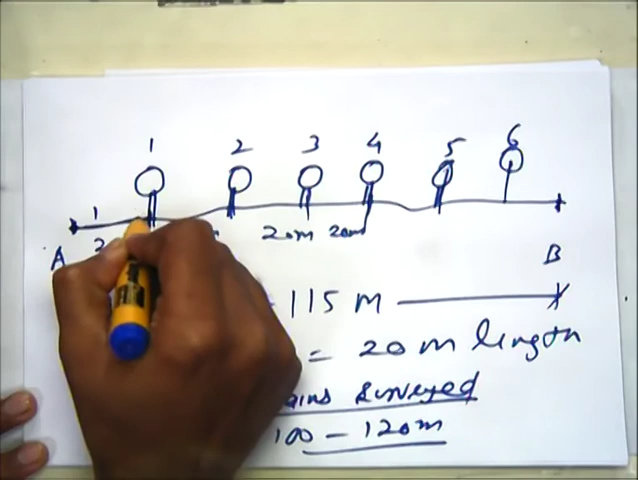 1 2 3 4 5 6
1
20m 20m
A B
115 M
= 20 m length
surveyed
100 - 120m